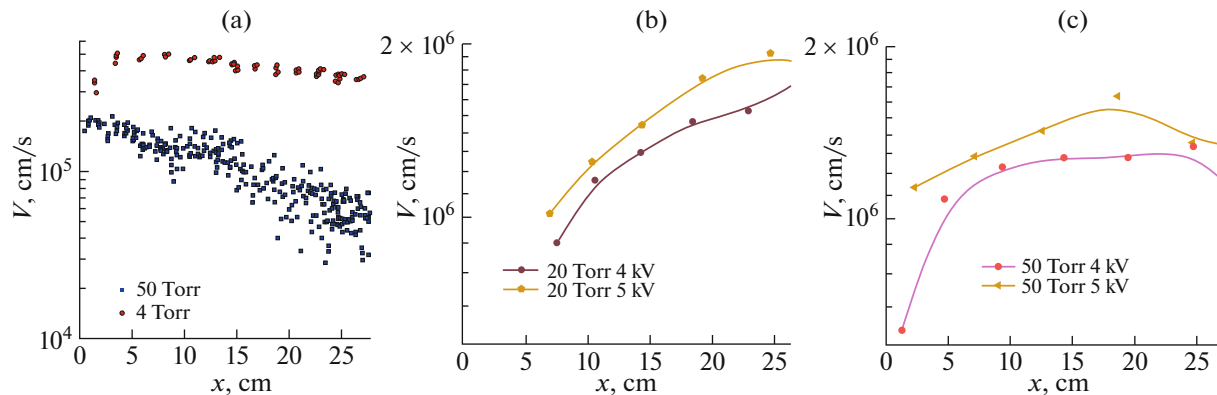 (a)
V, cm/s
10^5
10^4
50 Torr
4 Torr
0 5 10 15 20 25
x, cm
(b)
V, cm/s
2 × 10^6
10^6
20 Torr 4 kV
20 Torr 5 kV
0 5 10 15 20 25
x, cm
(c)
V, cm/s
2 × 10^6
10^6
50 Torr 4 kV
50 Torr 5 kV
0 5 10 15 20 25
x, cm